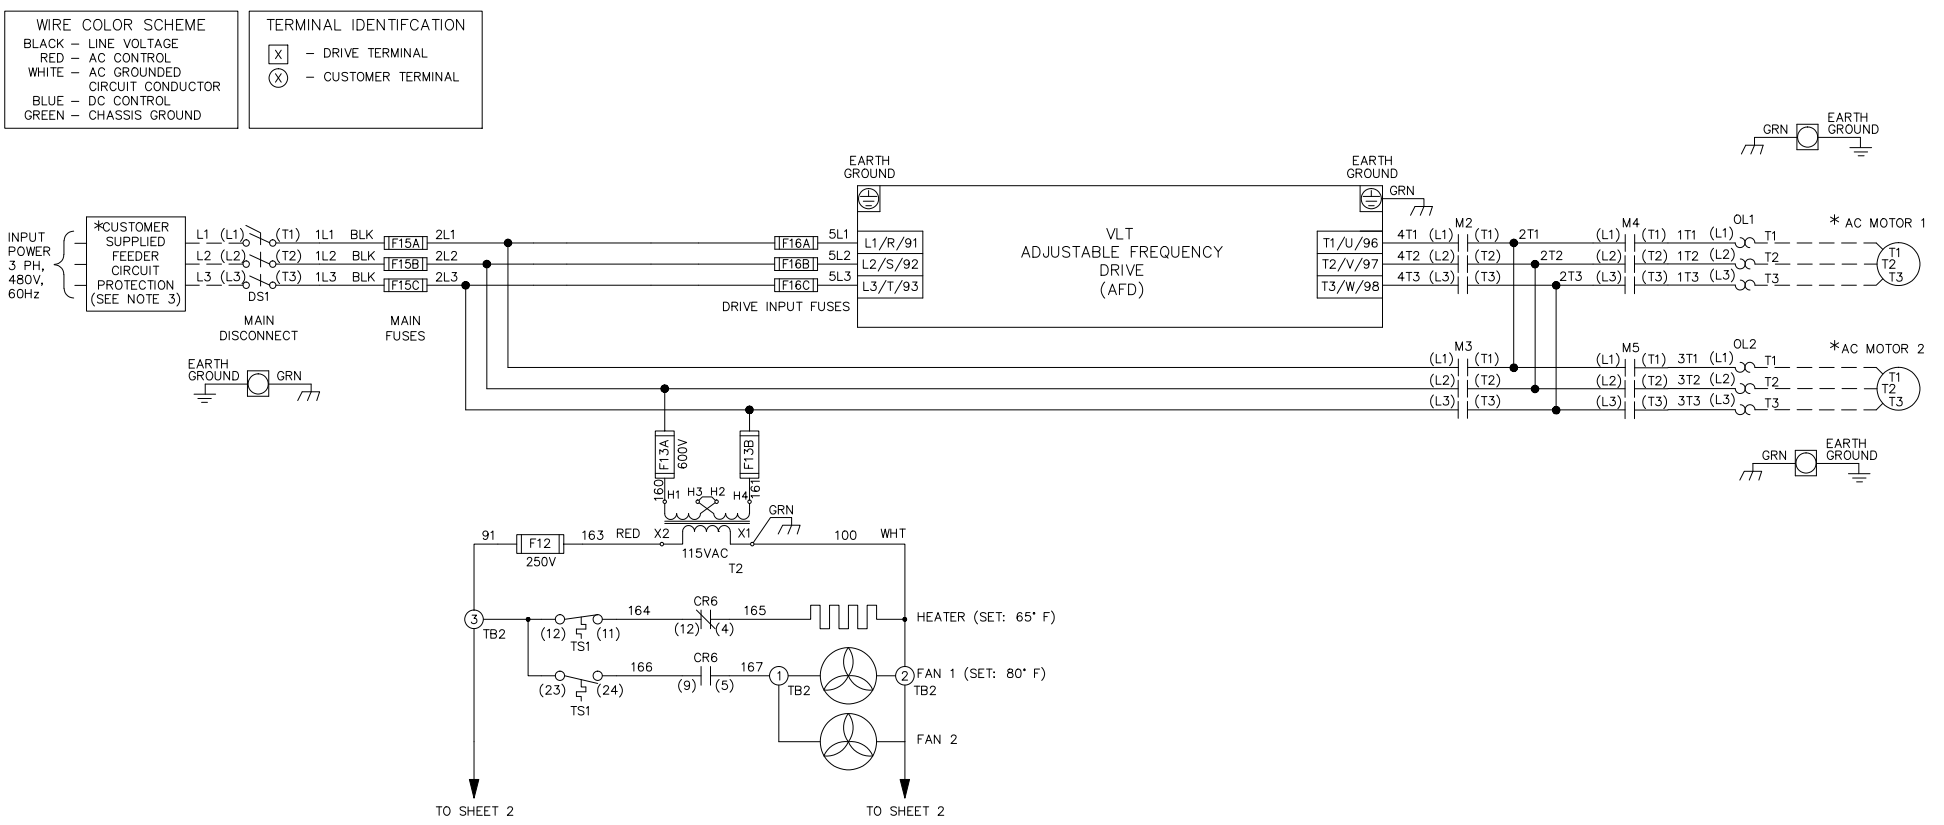 WIRE COLOR SCHEME
BLACK – LINE VOLTAGE
RED – AC CONTROL
WHITE – AC GROUNDED
CIRCUIT CONDUCTOR
BLUE – DC CONTROL
GREEN – CHASSIS GROUND
TERMINAL IDENTIFCATION
X – DRIVE TERMINAL
X – CUSTOMER TERMINAL
INPUT
POWER
3 PH,
480V,
60Hz
*CUSTOMER
SUPPLIED
FEEDER
CIRCUIT
PROTECTION
(SEE NOTE 3)
L1 (L1) (T1) 1L1 BLK F15A 2L1
L2 (L2) (T2) 1L2 BLK F15B 2L2
L3 (L3) (T3) 1L3 BLK F15C 2L3
DS1
MAIN
DISCONNECT
MAIN
FUSES
EARTH
GROUND
GRN
F16A 5L1 L1/R/91
F16B 5L2 L2/S/92
F16C 5L3 L3/T/93
DRIVE INPUT FUSES
EARTH
GROUND
VLT
ADJUSTABLE FREQUENCY
DRIVE
(AFD)
EARTH
GROUND
GRN
T1/U/96 4T1 (L1) M2 (T1) 2T1 (L1) M4 (T1) 1T1 (L1) OL1 T1
T2/V/97 4T2 (L2) (T2) 2T2 (L2) (T2) 1T2 (L2) T2
T3/W/98 4T3 (L3) (T3) 2T3 (L3) (T3) 1T3 (L3) T3
* AC MOTOR 1
T1
T2
T3
GRN
EARTH
GROUND
(L1) M3 (T1) (L1) M5 (T1) 3T1 (L1) OL2 T1
(L2) (T2) (L2) (T2) 3T2 (L2) T2
(L3) (T3) (L3) (T3) 3T3 (L3) T3
*AC MOTOR 2
T1
T2
T3
GRN
EARTH
GROUND
F13A
600V
F13B
160
161
H1 H3 H2 H4
GRN
91 F12 163 RED X2 X1 100 WHT
250V
115VAC
T2
3
TB2
(12) (11)
TS1
164
CR6
(12) (4)
165
HEATER (SET: 65° F)
(23) (24)
TS1
166
CR6
(9) (5)
167
1
TB2
2
TB2
FAN 1 (SET: 80° F)
FAN 2
TO SHEET 2
TO SHEET 2